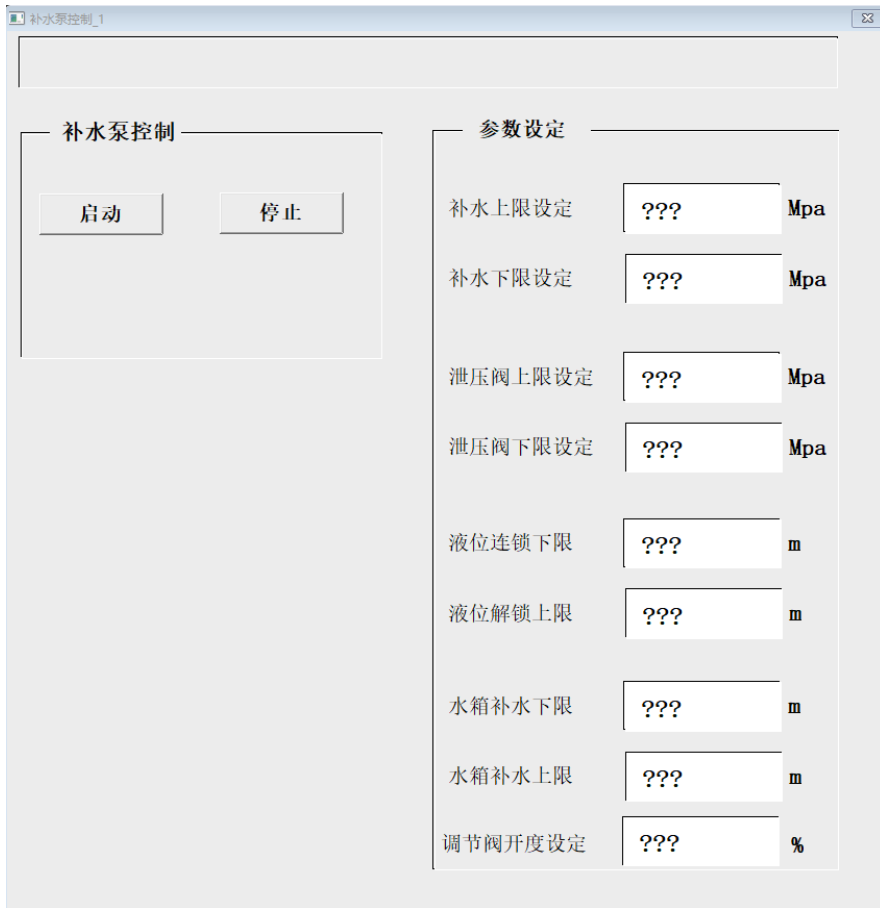 补水泵控制_1
补水泵控制
启动 停止
参数设定
补水上限设定 ??? Mpa
补水下限设定 ??? Mpa
泄压阀上限设定 ??? Mpa
泄压阀下限设定 ??? Mpa
液位连锁下限 ??? m
液位解锁上限 ??? m
水箱补水下限 ??? m
水箱补水上限 ??? m
调节阀开度设定 ??? %